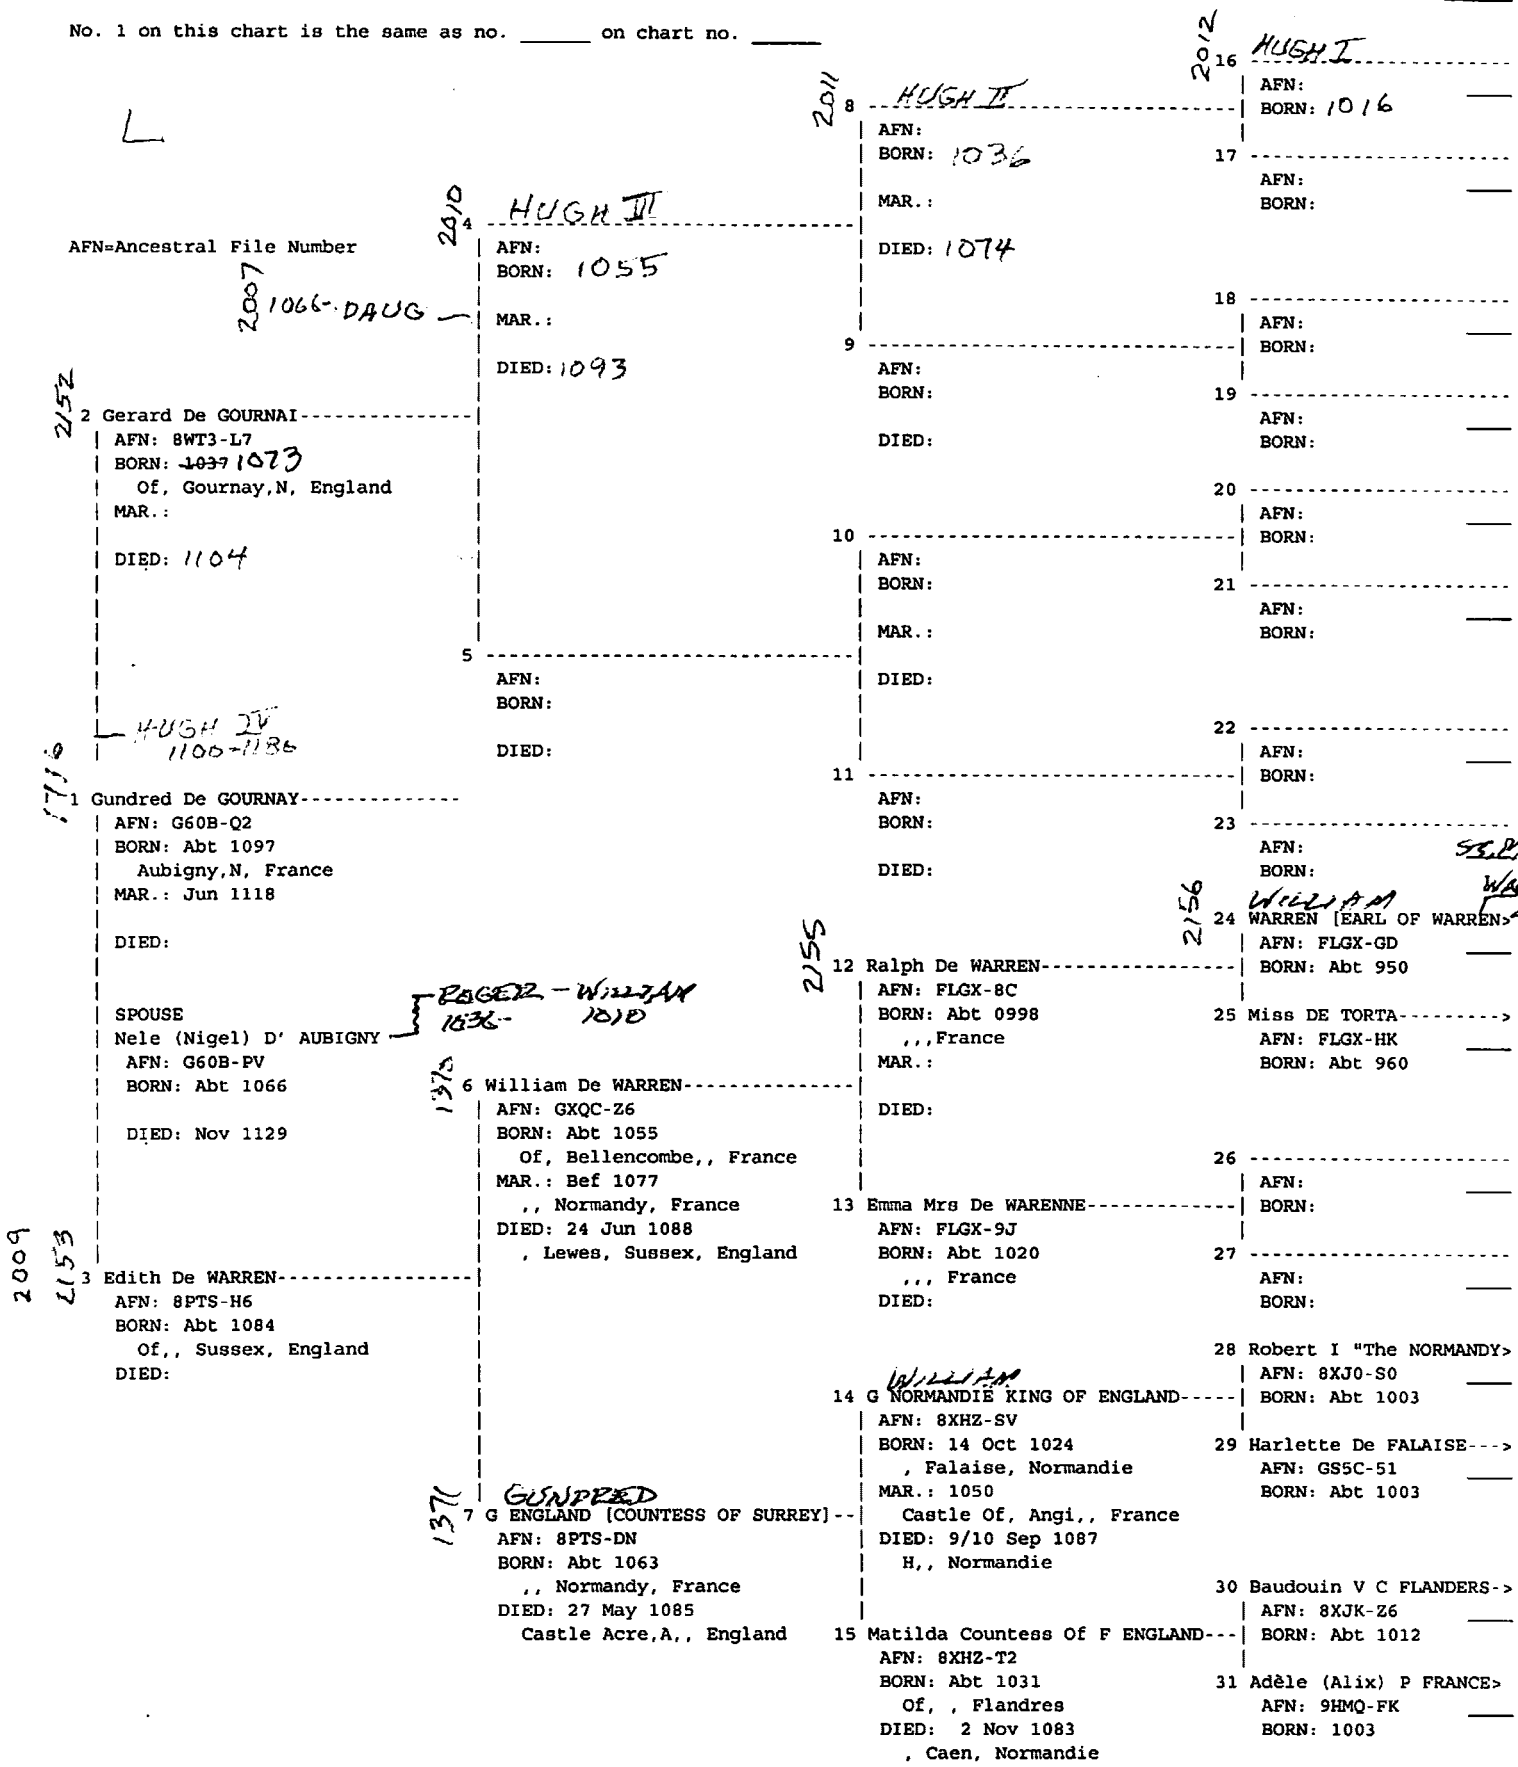 No. 1 on this chart is the same as no. ______ on chart no. ______
L
AFN=Ancestral File Number
2012
16 HUGH I
AFN:
BORN: 1016
2011
8 HUGH II
AFN:
BORN: 1036
MAR.:
DIED: 1074
17
AFN:
BORN:
2010
4 HUGH III
AFN:
BORN: 1055
2007
1066- DAUG
MAR.:
DIED: 1093
18
AFN:
BORN:
9
AFN:
BORN:
DIED:
19
AFN:
BORN:
2152
2 Gerard De GOURNAI
AFN: 8WT3-L7
BORN: 1037 1073
Of, Gournay,N, England
MAR.:
DIED: 1104
20
AFN:
BORN:
10
AFN:
BORN:
MAR.:
DIED:
21
AFN:
BORN:
5
AFN:
BORN:
DIED:
22
AFN:
BORN:
11
AFN:
BORN:
DIED:
23
AFN:
BORN:
HUGH IV
1100-1180
1 Gundred De GOURNAY
AFN: G60B-Q2
BORN: Abt 1097
Aubigny,N, France
MAR.: Jun 1118
DIED:
SPOUSE
Nele (Nigel) D' AUBIGNY
AFN: G60B-PV
BORN: Abt 1066
DIED: Nov 1129
ROGER - WILLIAM
1036- 1010
2156
WILLIAM
24 WARREN [EARL OF WARREN>
AFN: FLGX-GD
BORN: Abt 950
2155
12 Ralph De WARREN
AFN: FLGX-8C
BORN: Abt 0998
,,,France
MAR.:
DIED:
25 Miss DE TORTA--------->
AFN: FLGX-HK
BORN: Abt 960
6 William De WARREN
AFN: GXQC-Z6
BORN: Abt 1055
Of, Bellencombe,, France
MAR.: Bef 1077
,, Normandy, France
DIED: 24 Jun 1088
, Lewes, Sussex, England
26
AFN:
BORN:
13 Emma Mrs De WARENNE
AFN: FLGX-9J
BORN: Abt 1020
,,, France
DIED:
27
AFN:
BORN:
2009
2153
3 Edith De WARREN
AFN: 8PTS-H6
BORN: Abt 1084
Of,, Sussex, England
DIED:
28 Robert I "The NORMANDY>
AFN: 8XJ0-S0
BORN: Abt 1003
WILLIAM
14 G NORMANDIE KING OF ENGLAND
AFN: 8XHZ-SV
BORN: 14 Oct 1024
, Falaise, Normandie
MAR.: 1050
Castle Of, Angi,, France
DIED: 9/10 Sep 1087
H,, Normandie
29 Harlette De FALAISE--->
AFN: GS5C-51
BORN: Abt 1003
1371
GUNDRED
7 G ENGLAND [COUNTESS OF SURREY]
AFN: 8PTS-DN
BORN: Abt 1063
,, Normandy, France
DIED: 27 May 1085
Castle Acre,A,, England
30 Baudouin V C FLANDERS->
AFN: 8XJK-Z6
BORN: Abt 1012
15 Matilda Countess Of F ENGLAND
AFN: 8XHZ-T2
BORN: Abt 1031
Of, , Flandres
DIED: 2 Nov 1083
, Caen, Normandie
31 Adèle (Alix) P FRANCE>
AFN: 9HMQ-FK
BORN: 1003